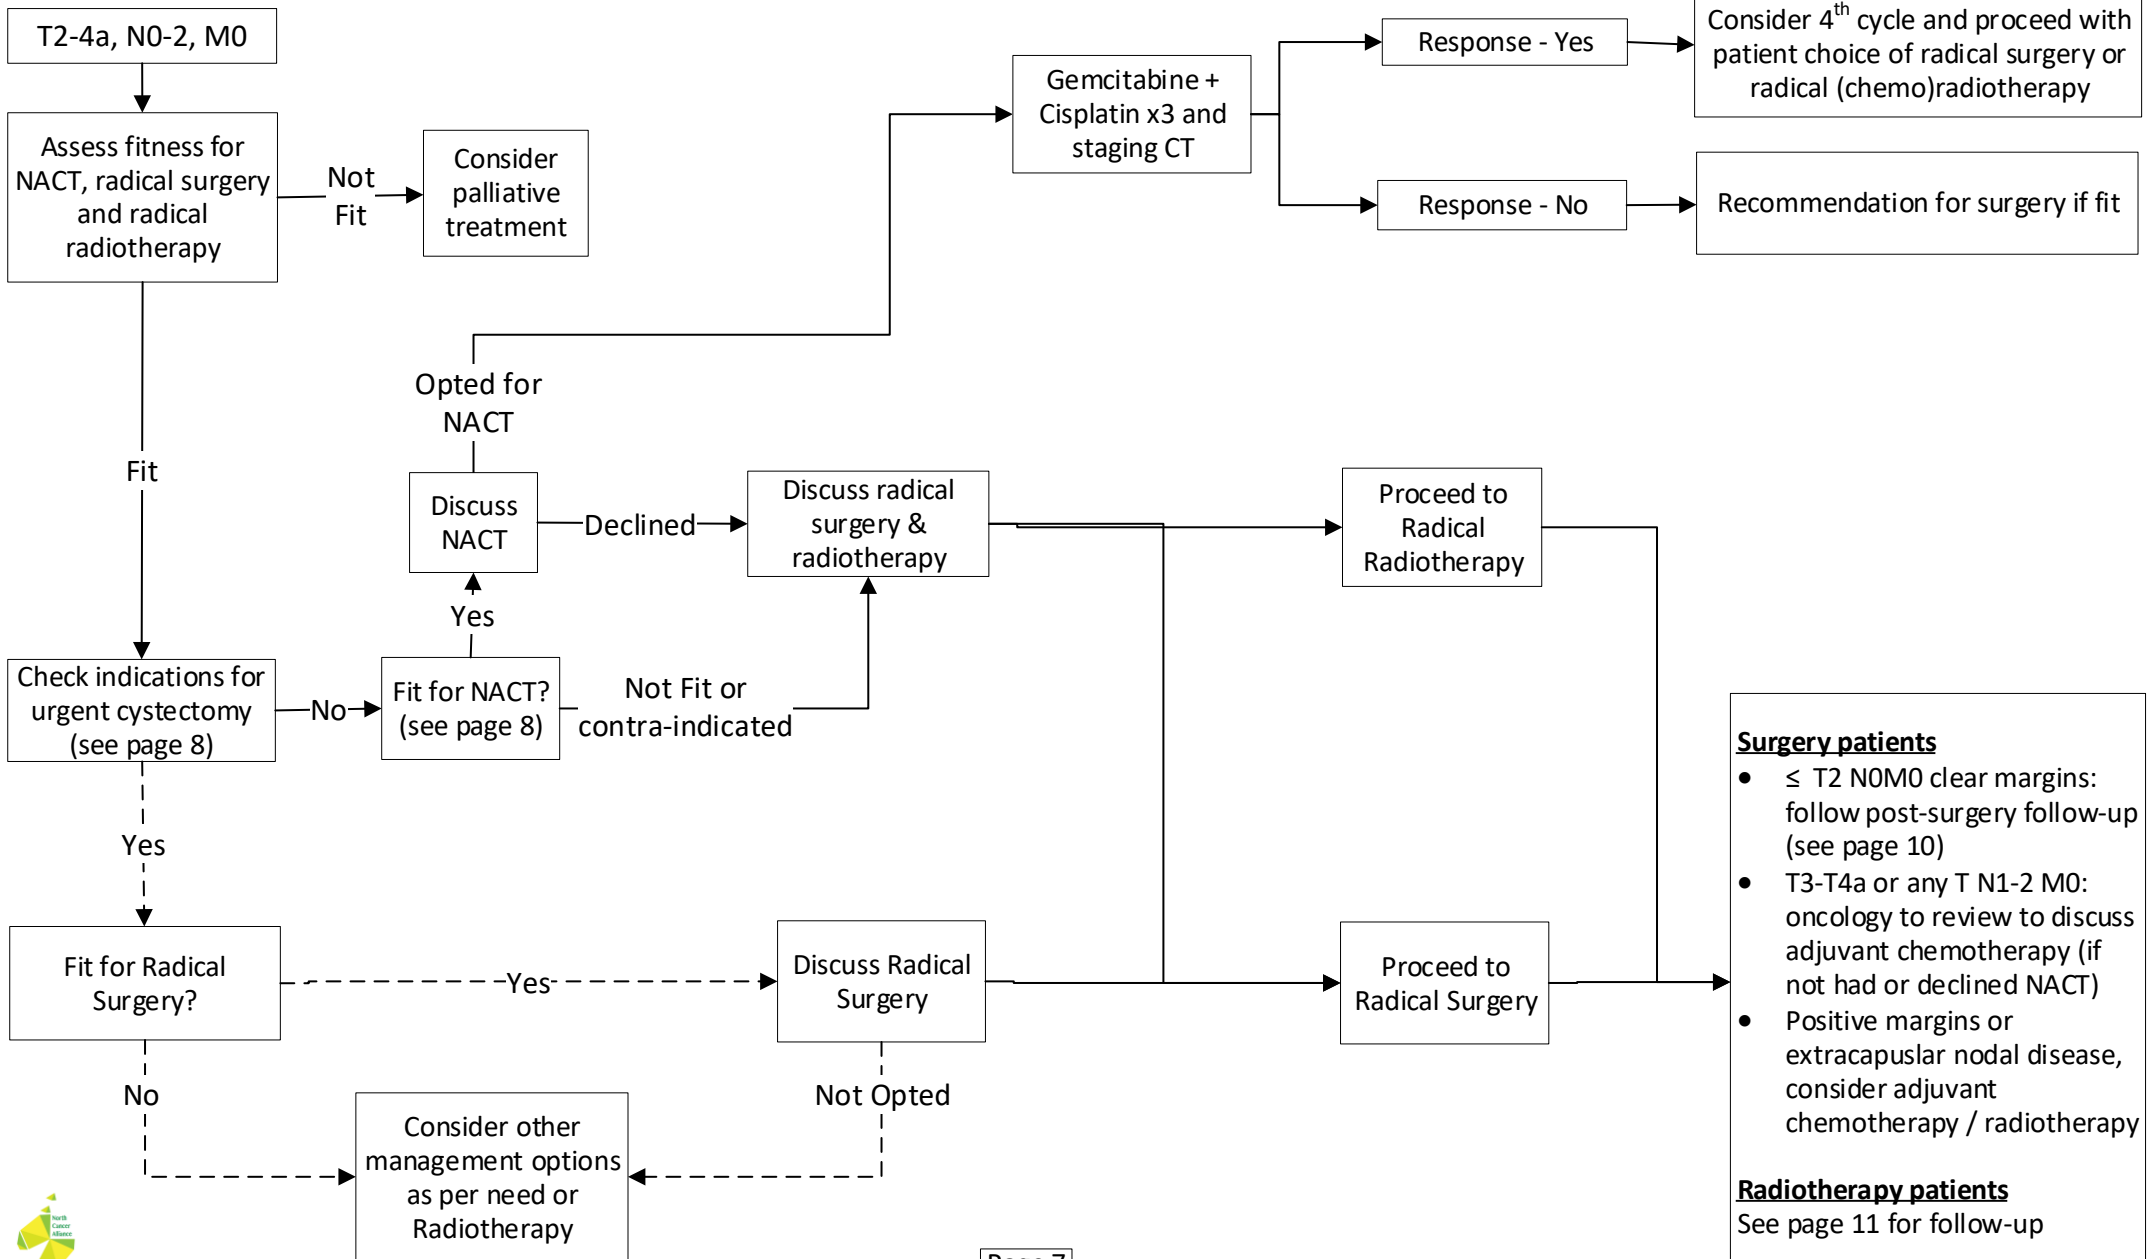 T2-4a, N0-2, M0
Assess fitness for
NACT, radical surgery
and radical
radiotherapy
Not
Fit
Consider
palliative
treatment
Gemcitabine +
Cisplatin x3 and
staging CT
Response - Yes
Consider 4th cycle and proceed with
patient choice of radical surgery or
radical (chemo)radiotherapy
Response - No
Recommendation for surgery if fit
Opted for
NACT
Fit
Discuss
NACT
Declined
Discuss radical
surgery &
radiotherapy
Proceed to
Radical
Radiotherapy
Yes
Check indications for
urgent cystectomy
(see page 8)
No
Fit for NACT?
(see page 8)
Not Fit or
contra-indicated
Yes
Fit for Radical
Surgery?
Yes
Discuss Radical
Surgery
Proceed to
Radical Surgery
No
Not Opted
Consider other
management options
as per need or
Radiotherapy
Surgery patients
• ≤ T2 N0M0 clear margins:
follow post-surgery follow-up
(see page 10)
• T3-T4a or any T N1-2 M0:
oncology to review to discuss
adjuvant chemotherapy (if
not had or declined NACT)
• Positive margins or
extracapuslar nodal disease,
consider adjuvant
chemotherapy / radiotherapy
Radiotherapy patients
See page 11 for follow-up
North
Cancer
Alliance
Page 7